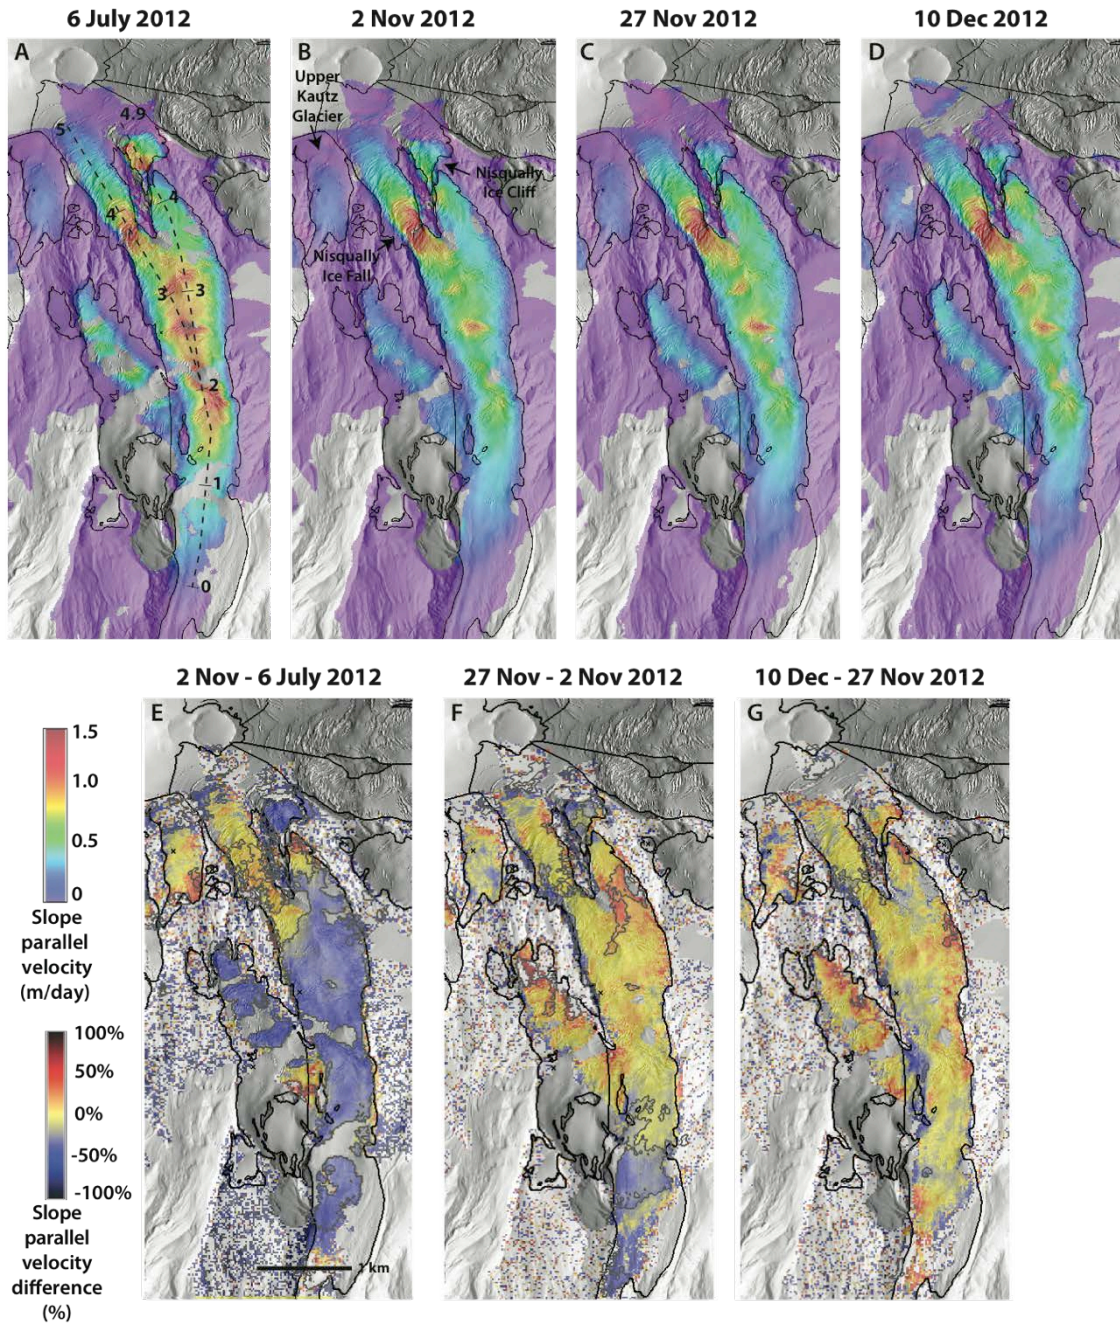 6 July 2012
2 Nov 2012
27 Nov 2012
10 Dec 2012
A
B
C
D
Upper
Kautz
Glacier
4.9
5
4
4
Nisqually
Ice Cliff
Nisqually
Ice Fall
3
3
2
1
0
2 Nov - 6 July 2012
27 Nov - 2 Nov 2012
10 Dec - 27 Nov 2012
E
F
G
1.5
1.0
0.5
0
Slope
parallel
velocity
(m/day)
100%
50%
0%
-50%
-100%
Slope
parallel
velocity
difference
(%)
1 km